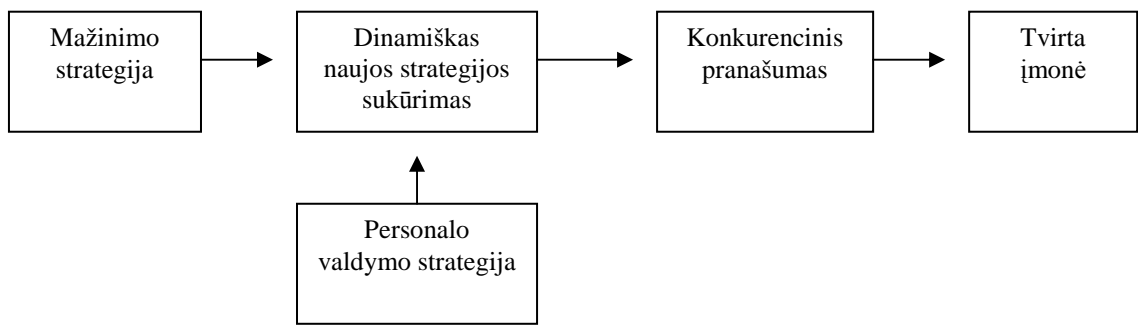 Mažinimo
strategija
Dinamiškas
naujos strategijos
sukūrimas
Konkurencinis
pranašumas
Tvirta
įmonė
Personalo
valdymo strategija